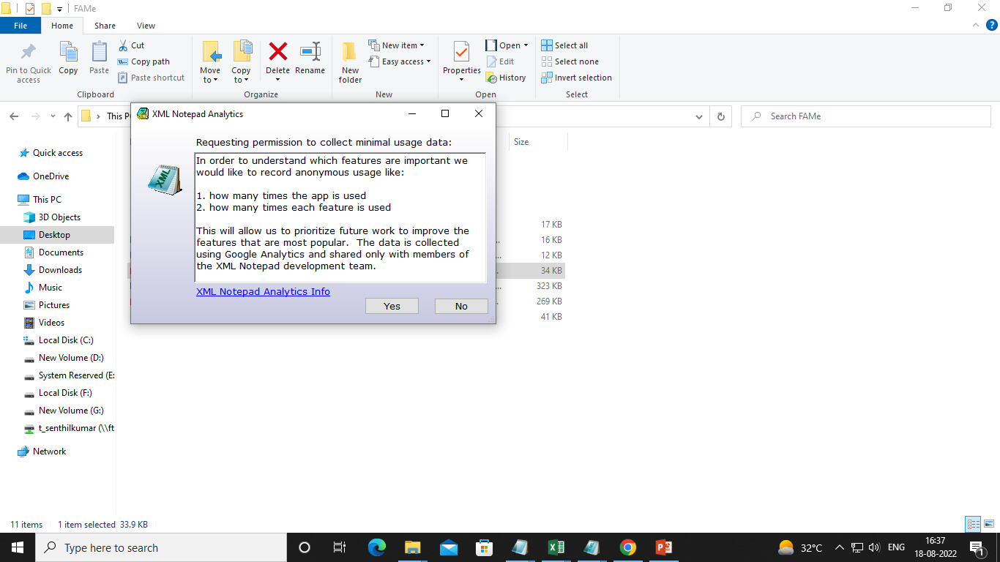 FAMe
File
Home
Share
View
Pin to Quick access
Copy
Paste
Cut
Copy path
Paste shortcut
Clipboard
Move to
Copy to
Delete
Rename
Organize
New folder
New item
Easy access
New
Properties
Open
Edit
History
Open
Select all
Select none
Invert selection
Select
This P
Search FAMe
XML Notepad Analytics
Requesting permission to collect minimal usage data:
In order to understand which features are important we
would like to record anonymous usage like:
1. how many times the app is used
2. how many times each feature is used
This will allow us to prioritize future work to improve the
features that are most popular. The data is collected
using Google Analytics and shared only with members of
the XML Notepad development team.
XML Notepad Analytics Info
Yes
No
XML
Size
17 KB
16 KB
12 KB
34 KB
323 KB
269 KB
41 KB
Quick access
OneDrive
This PC
3D Objects
Desktop
Documents
Downloads
Music
Pictures
Videos
Local Disk (C:)
New Volume (D:)
System Reserved (E:
Local Disk (F:)
New Volume (G:)
t_senthilkumar (\\ft
Network
11 items 1 item selected 33.9 KB
Type here to search
32°C
ENG
16:37
18-08-2022
1